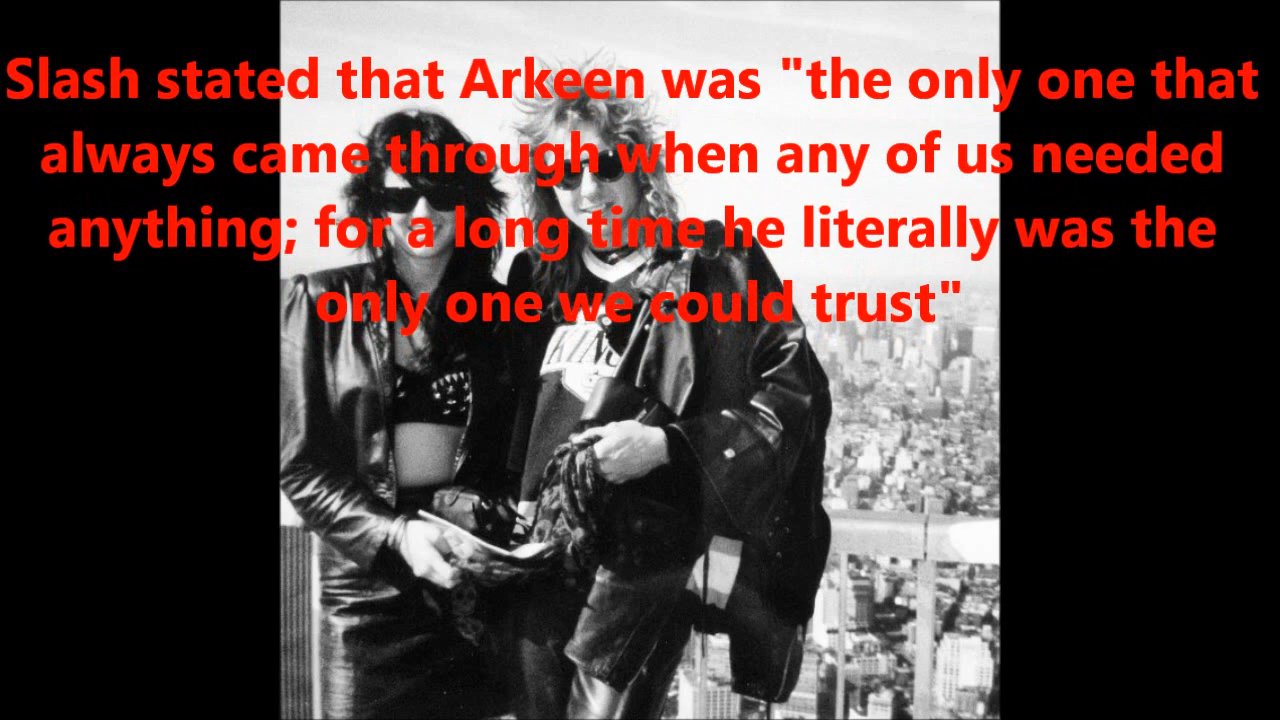 Slash stated that Arkeen was "the only one that
always came through when any of us needed
anything; for a long time he literally was the
only one we could trust"
KINGS